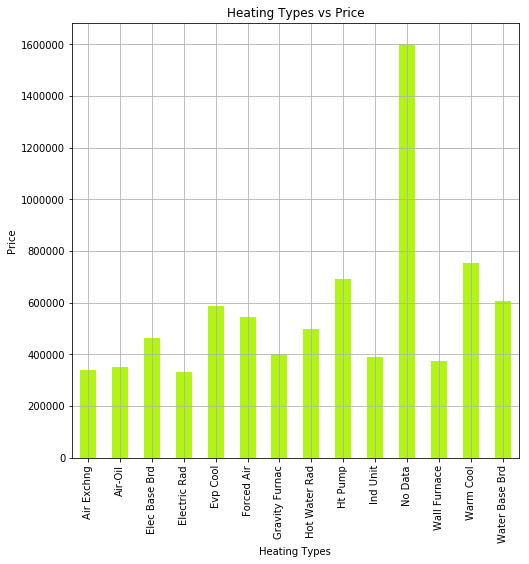 Heating Types vs Price
1600000
1400000
1200000
1000000
800000
600000
400000
200000
0
Price
Air Exchng
Air-Oil
Elec Base Brd
Electric Rad
Evp Cool
Forced Air
Gravity Furnac
Hot Water Rad
Ht Pump
Ind Unit
No Data
Wall Furnace
Warm Cool
Water Base Brd
Heating Types